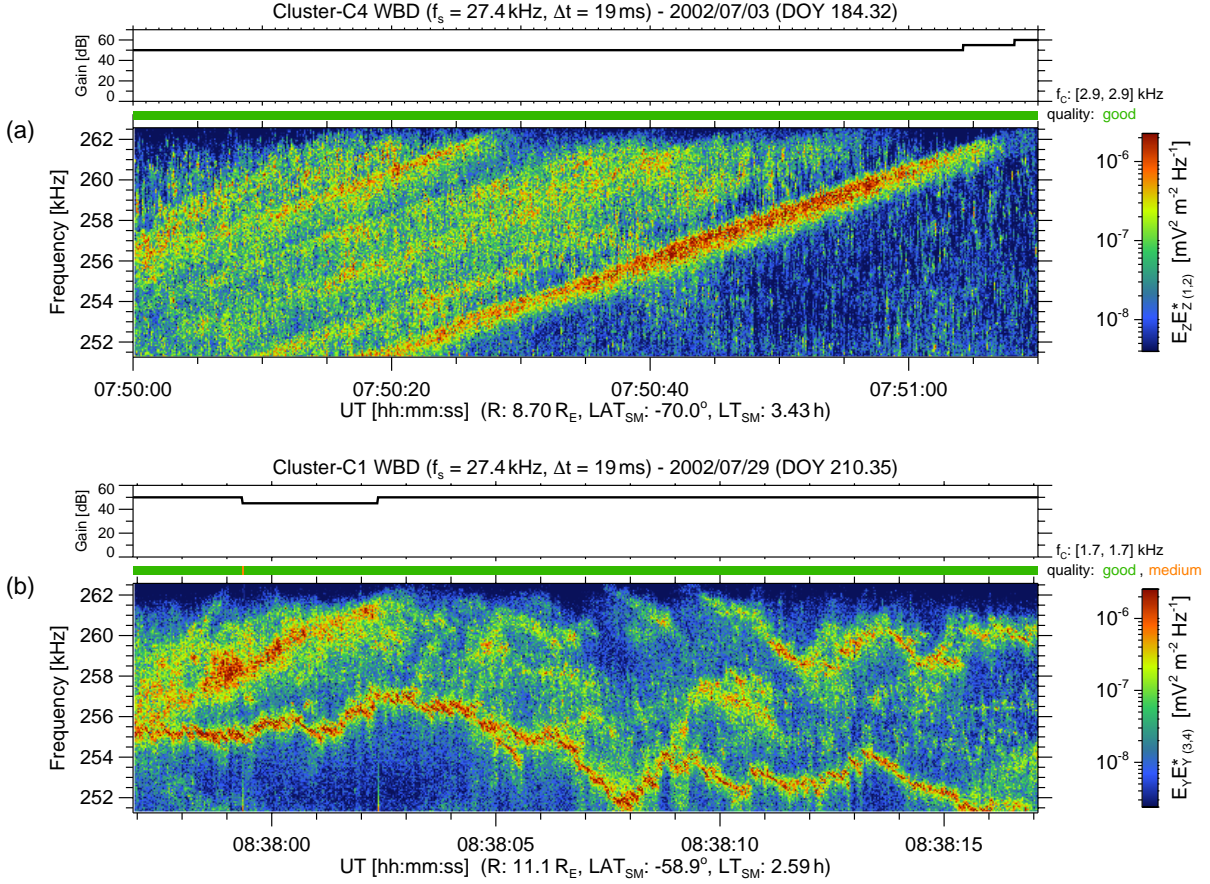 Cluster-C4 WBD (fs = 27.4 kHz, Δt = 19 ms) - 2002/07/03 (DOY 184.32)
Gain [dB]
60
40
20
0
fC: [2.9, 2.9] kHz
quality: good
(a)
Frequency [kHz]
262
260
258
256
254
252
10-6
10-7
10-8
EZE*Z (1,2) [mV2 m-2 Hz-1]
07:50:00 07:50:20 07:50:40 07:51:00
UT [hh:mm:ss] (R: 8.70 RE, LATSM: -70.0o, LTSM: 3.43 h)
Cluster-C1 WBD (fs = 27.4 kHz, Δt = 19 ms) - 2002/07/29 (DOY 210.35)
Gain [dB]
60
40
20
0
fC: [1.7, 1.7] kHz
quality: good , medium
(b)
Frequency [kHz]
262
260
258
256
254
252
10-6
10-7
10-8
EYE*Y (3,4) [mV2 m-2 Hz-1]
08:38:00 08:38:05 08:38:10 08:38:15
UT [hh:mm:ss] (R: 11.1 RE, LATSM: -58.9o, LTSM: 2.59 h)